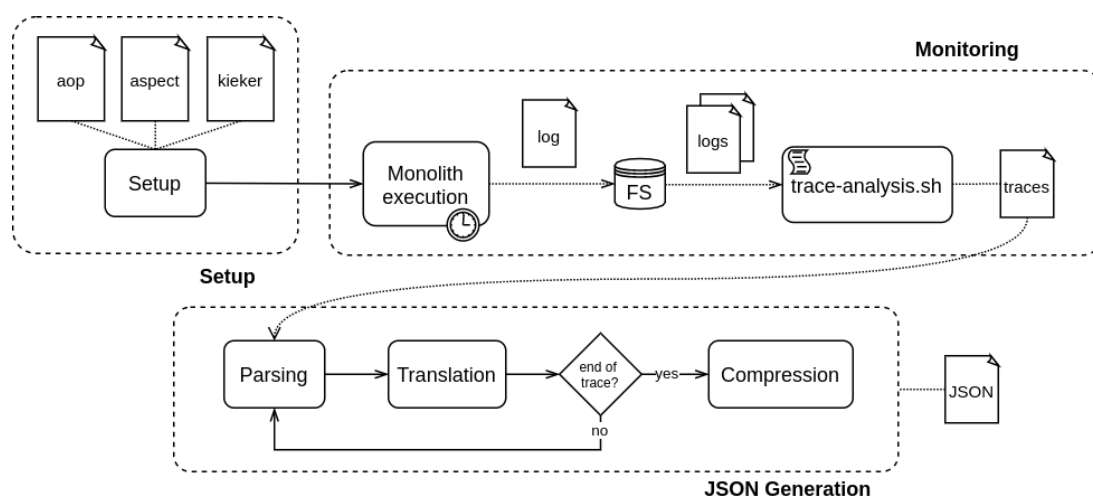 aop
aspect
kieker
Setup
Setup
Monitoring
Monolith
execution
log
FS
logs
trace-analysis.sh
traces
Parsing
Translation
end of
trace?
yes
no
Compression
JSON
JSON Generation